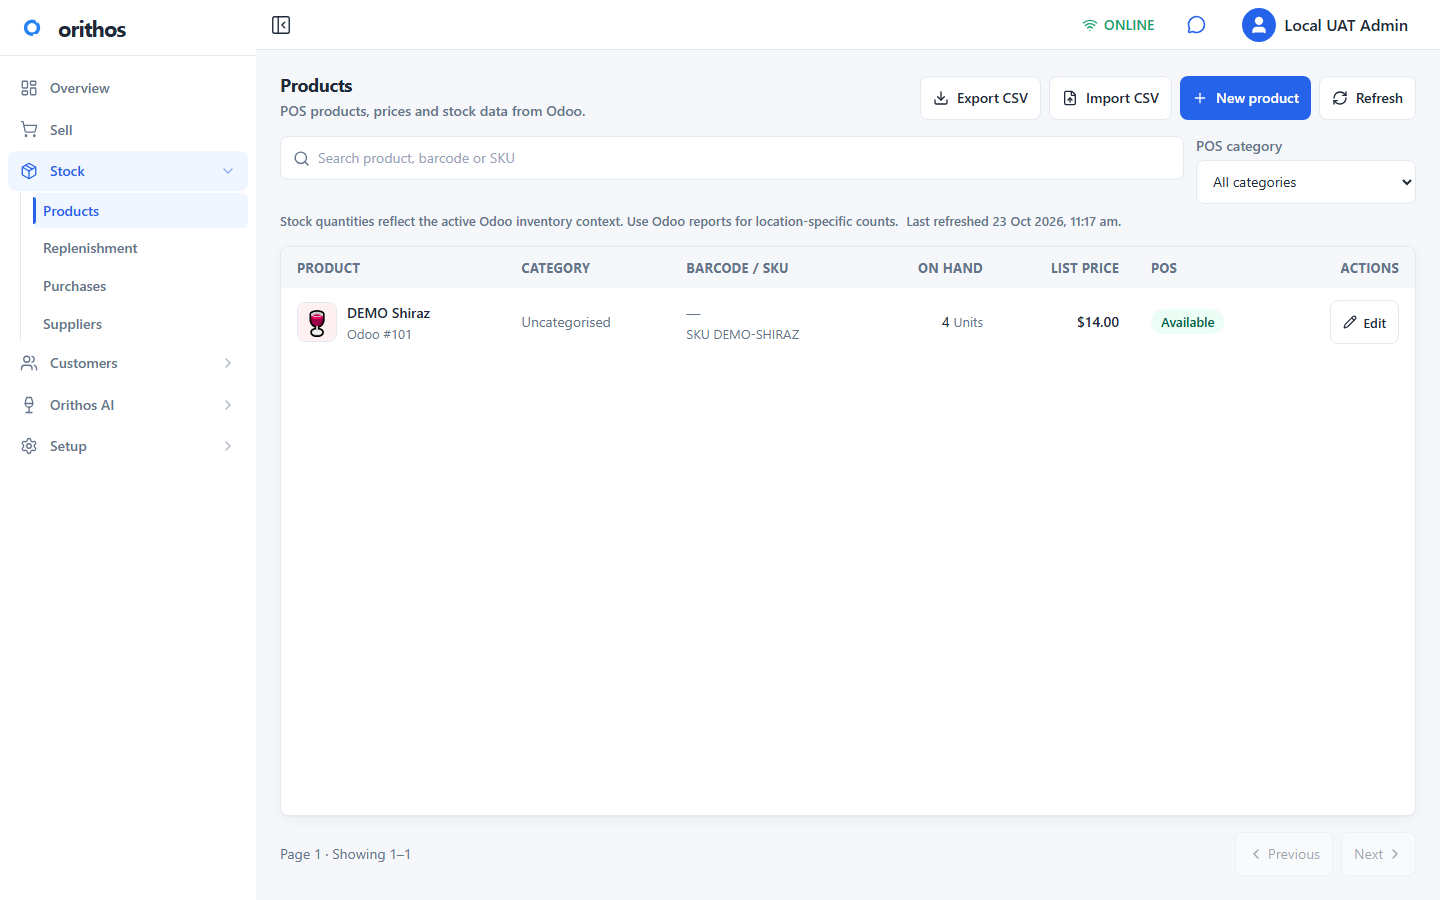 orithos
ONLINE
Local UAT Admin
Overview
Sell
Stock
Products
Replenishment
Purchases
Suppliers
Customers
Orithos AI
Setup
Products
POS products, prices and stock data from Odoo.
Export CSV
Import CSV
New product
Refresh
Search product, barcode or SKU
POS category
All categories
Stock quantities reflect the active Odoo inventory context. Use Odoo reports for location-specific counts. Last refreshed 23 Oct 2026, 11:17 am.
PRODUCT CATEGORY BARCODE / SKU ON HAND LIST PRICE POS ACTIONS
DEMO Shiraz
Odoo #101
Uncategorised
—
SKU DEMO-SHIRAZ
4 Units
$14.00
Available
Edit
Page 1 · Showing 1–1
Previous
Next